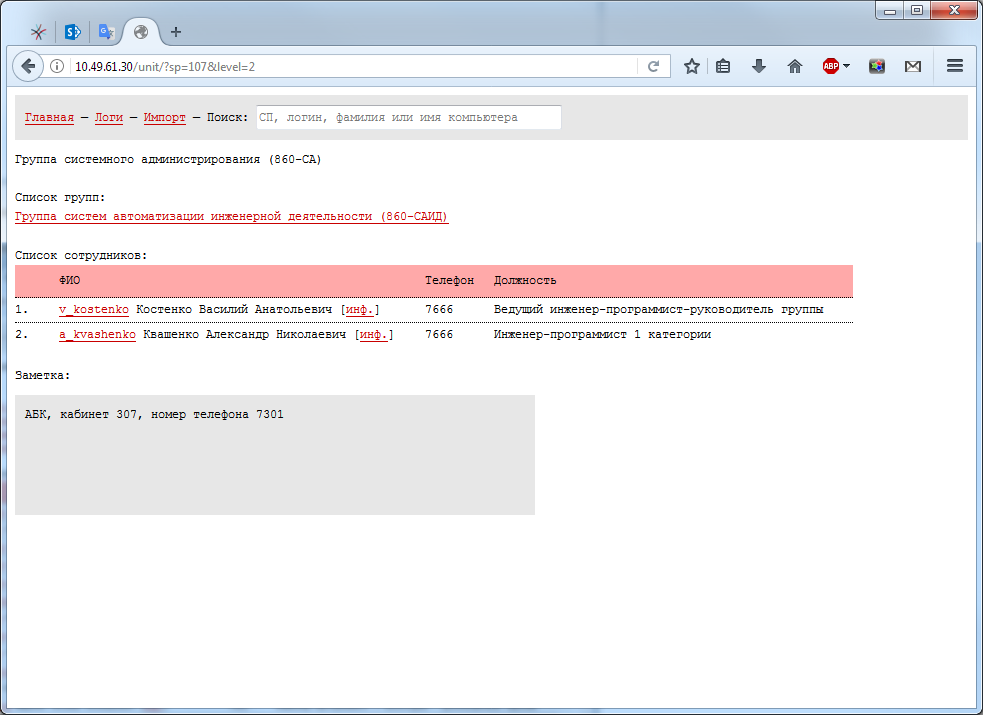 10.49.61.30/unit/?sp=107&level=2
ABP
Главная — Логи — Импорт — Поиск: СП, логин, фамилия или имя компьютера
Группа системного администрирования (860-СА)
Список групп:
Группа систем автоматизации инженерной деятельности (860-САИД)
Список сотрудников:
ФИО Телефон Должность
1. v_kostenko Костенко Василий Анатольевич [инф.] 7666 Ведущий инженер-программист-руководитель группы
2. a_kvashenko Квашенко Александр Николаевич [инф.] 7666 Инженер-программист 1 категории
Заметка:
АБК, кабинет 307, номер телефона 7301